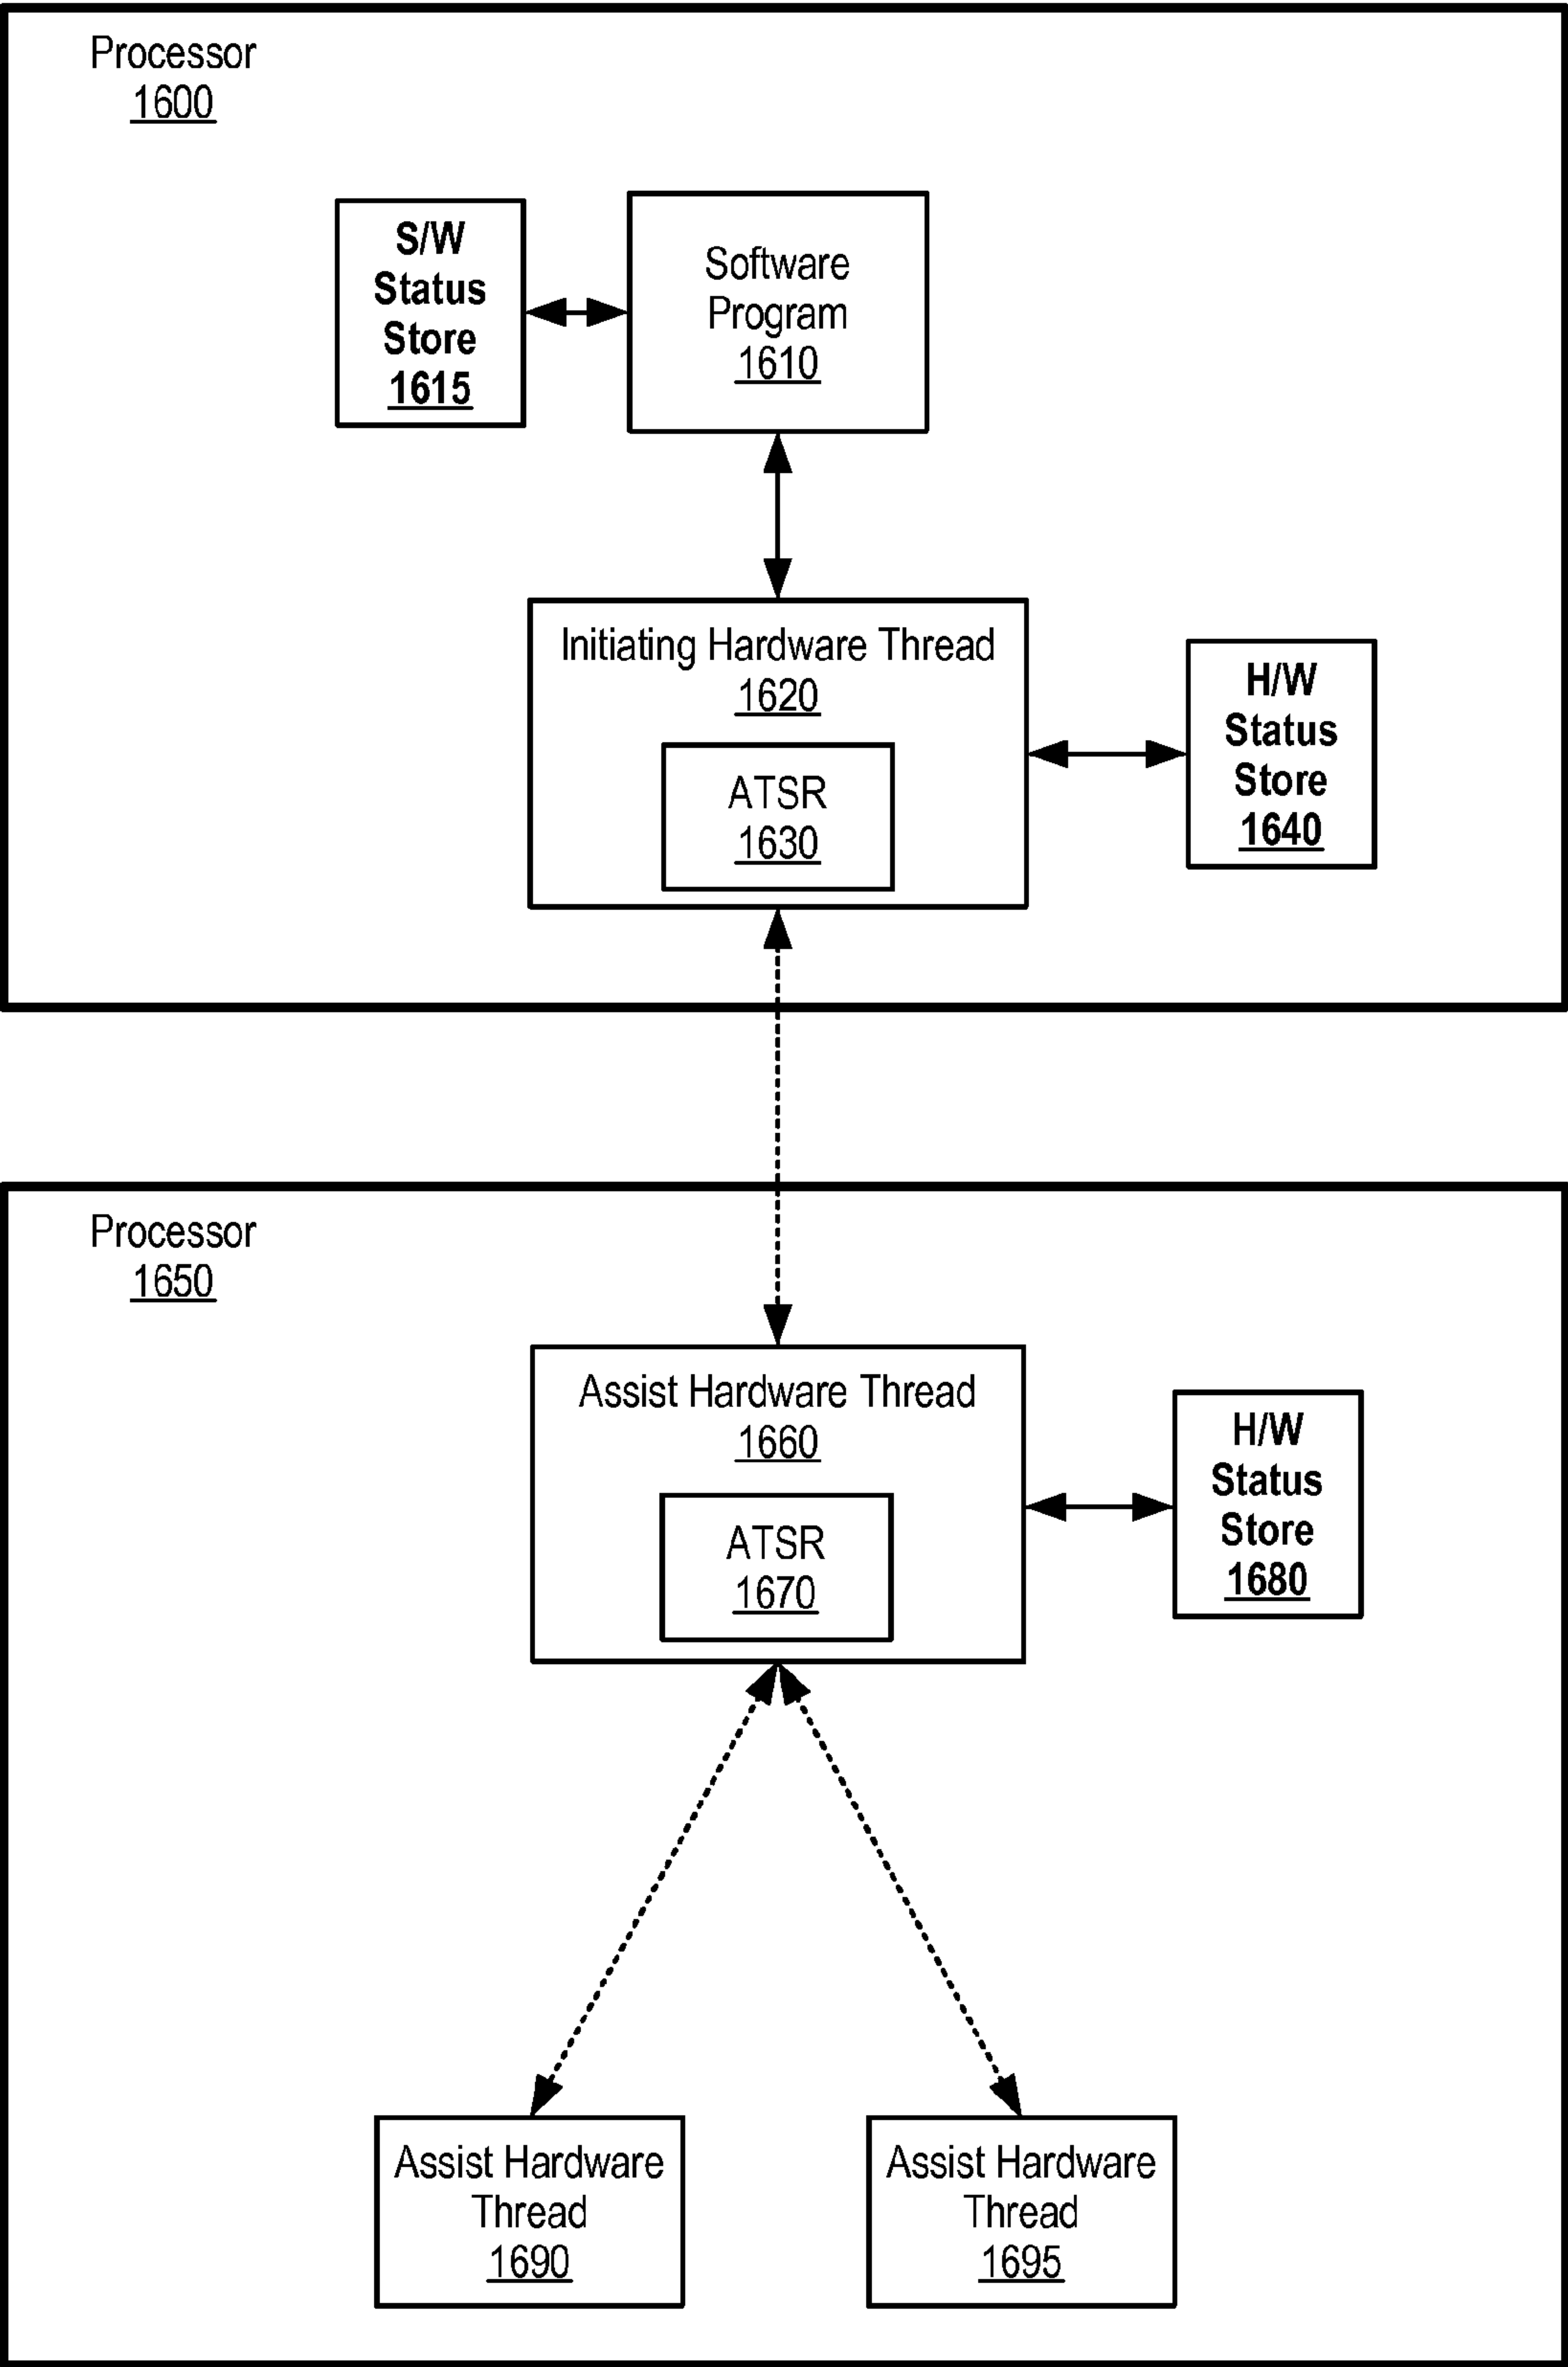 Processor
1600
S/W
Status
Store
1615
Software
Program
1610
Initiating Hardware Thread
1620
ATSR
1630
H/W
Status
Store
1640
Processor
1650
Assist Hardware Thread
1660
ATSR
1670
H/W
Status
Store
1680
Assist Hardware
Thread
1690
Assist Hardware
Thread
1695